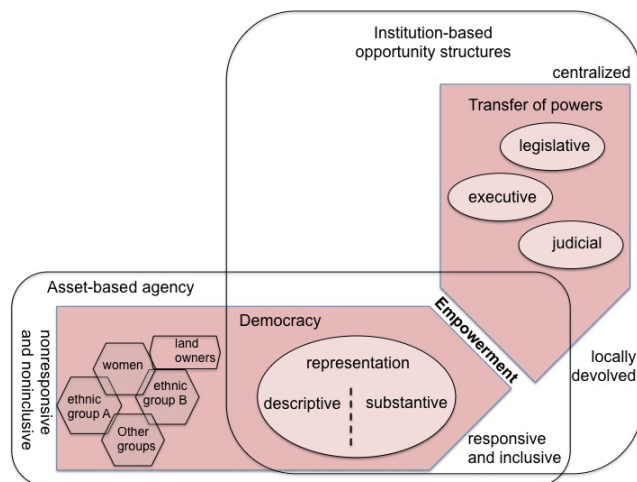 Institution-based
opportunity structures
centralized
Transfer of powers
legislative
executive
judicial
Asset-based agency
nonresponsive
and noninclusive
Democracy
land
owners
women
ethnic
group A
ethnic
group B
Other
groups
representation
descriptive
substantive
Empowerment
locally
devolved
responsive
and inclusive